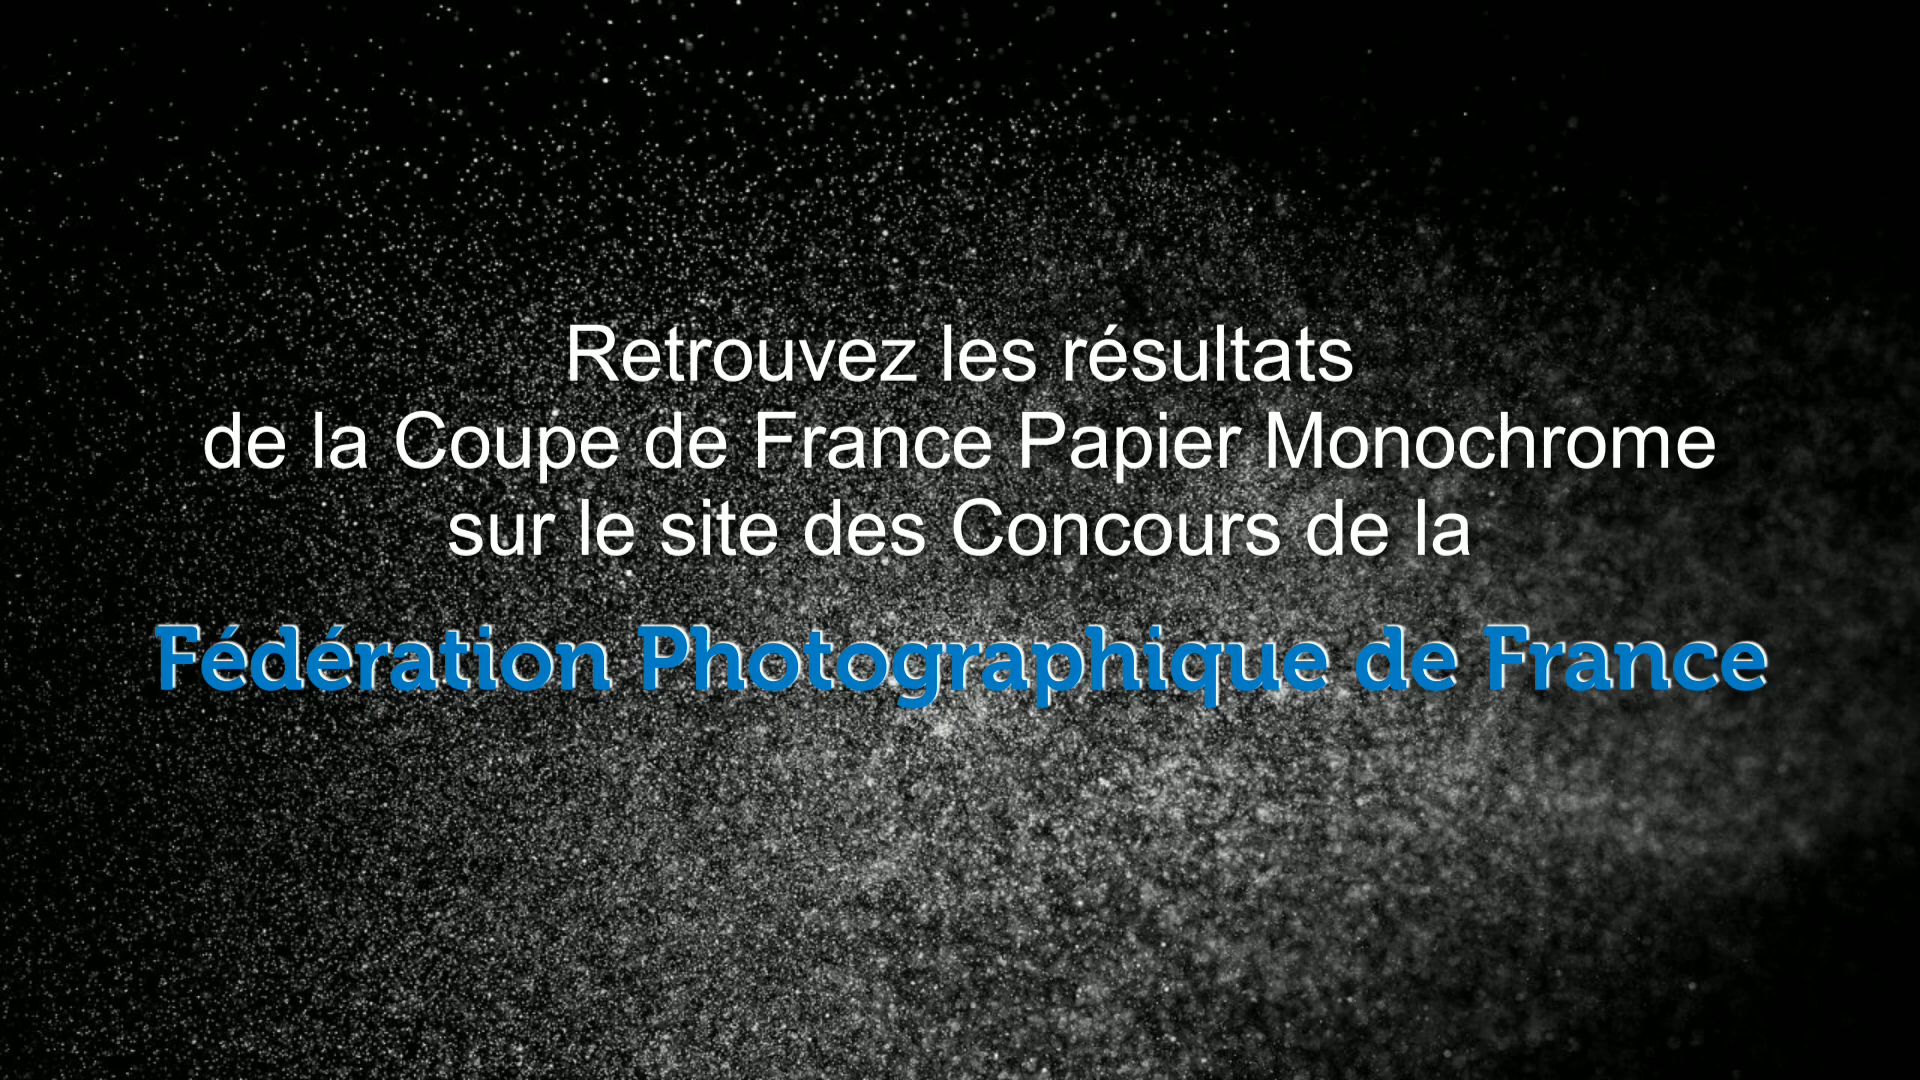 Retrouvez les résultats
de la Coupe de France Papier Monochrome
sur le site des Concours de la
Fédération Photographique de France